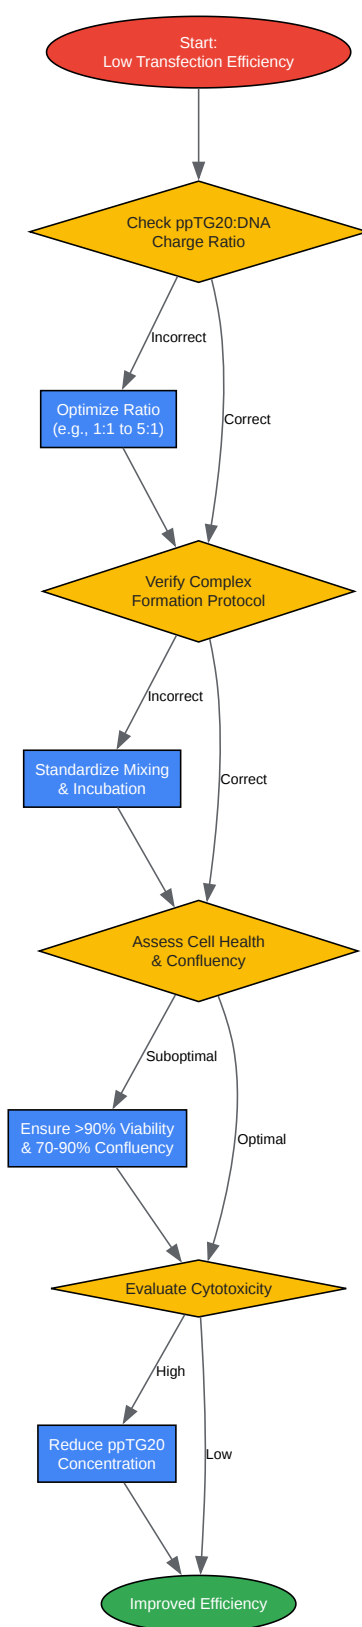 Start:
Low Transfection Efficiency
Check ppTG20:DNA
Charge Ratio
Incorrect
Optimize Ratio
(e.g., 1:1 to 5:1)
Correct
Verify Complex
Formation Protocol
Incorrect
Standardize Mixing
& Incubation
Correct
Assess Cell Health
& Confluency
Suboptimal
Ensure >90% Viability
& 70-90% Confluency
Optimal
Evaluate Cytotoxicity
High
Reduce ppTG20
Concentration
Low
Improved Efficiency